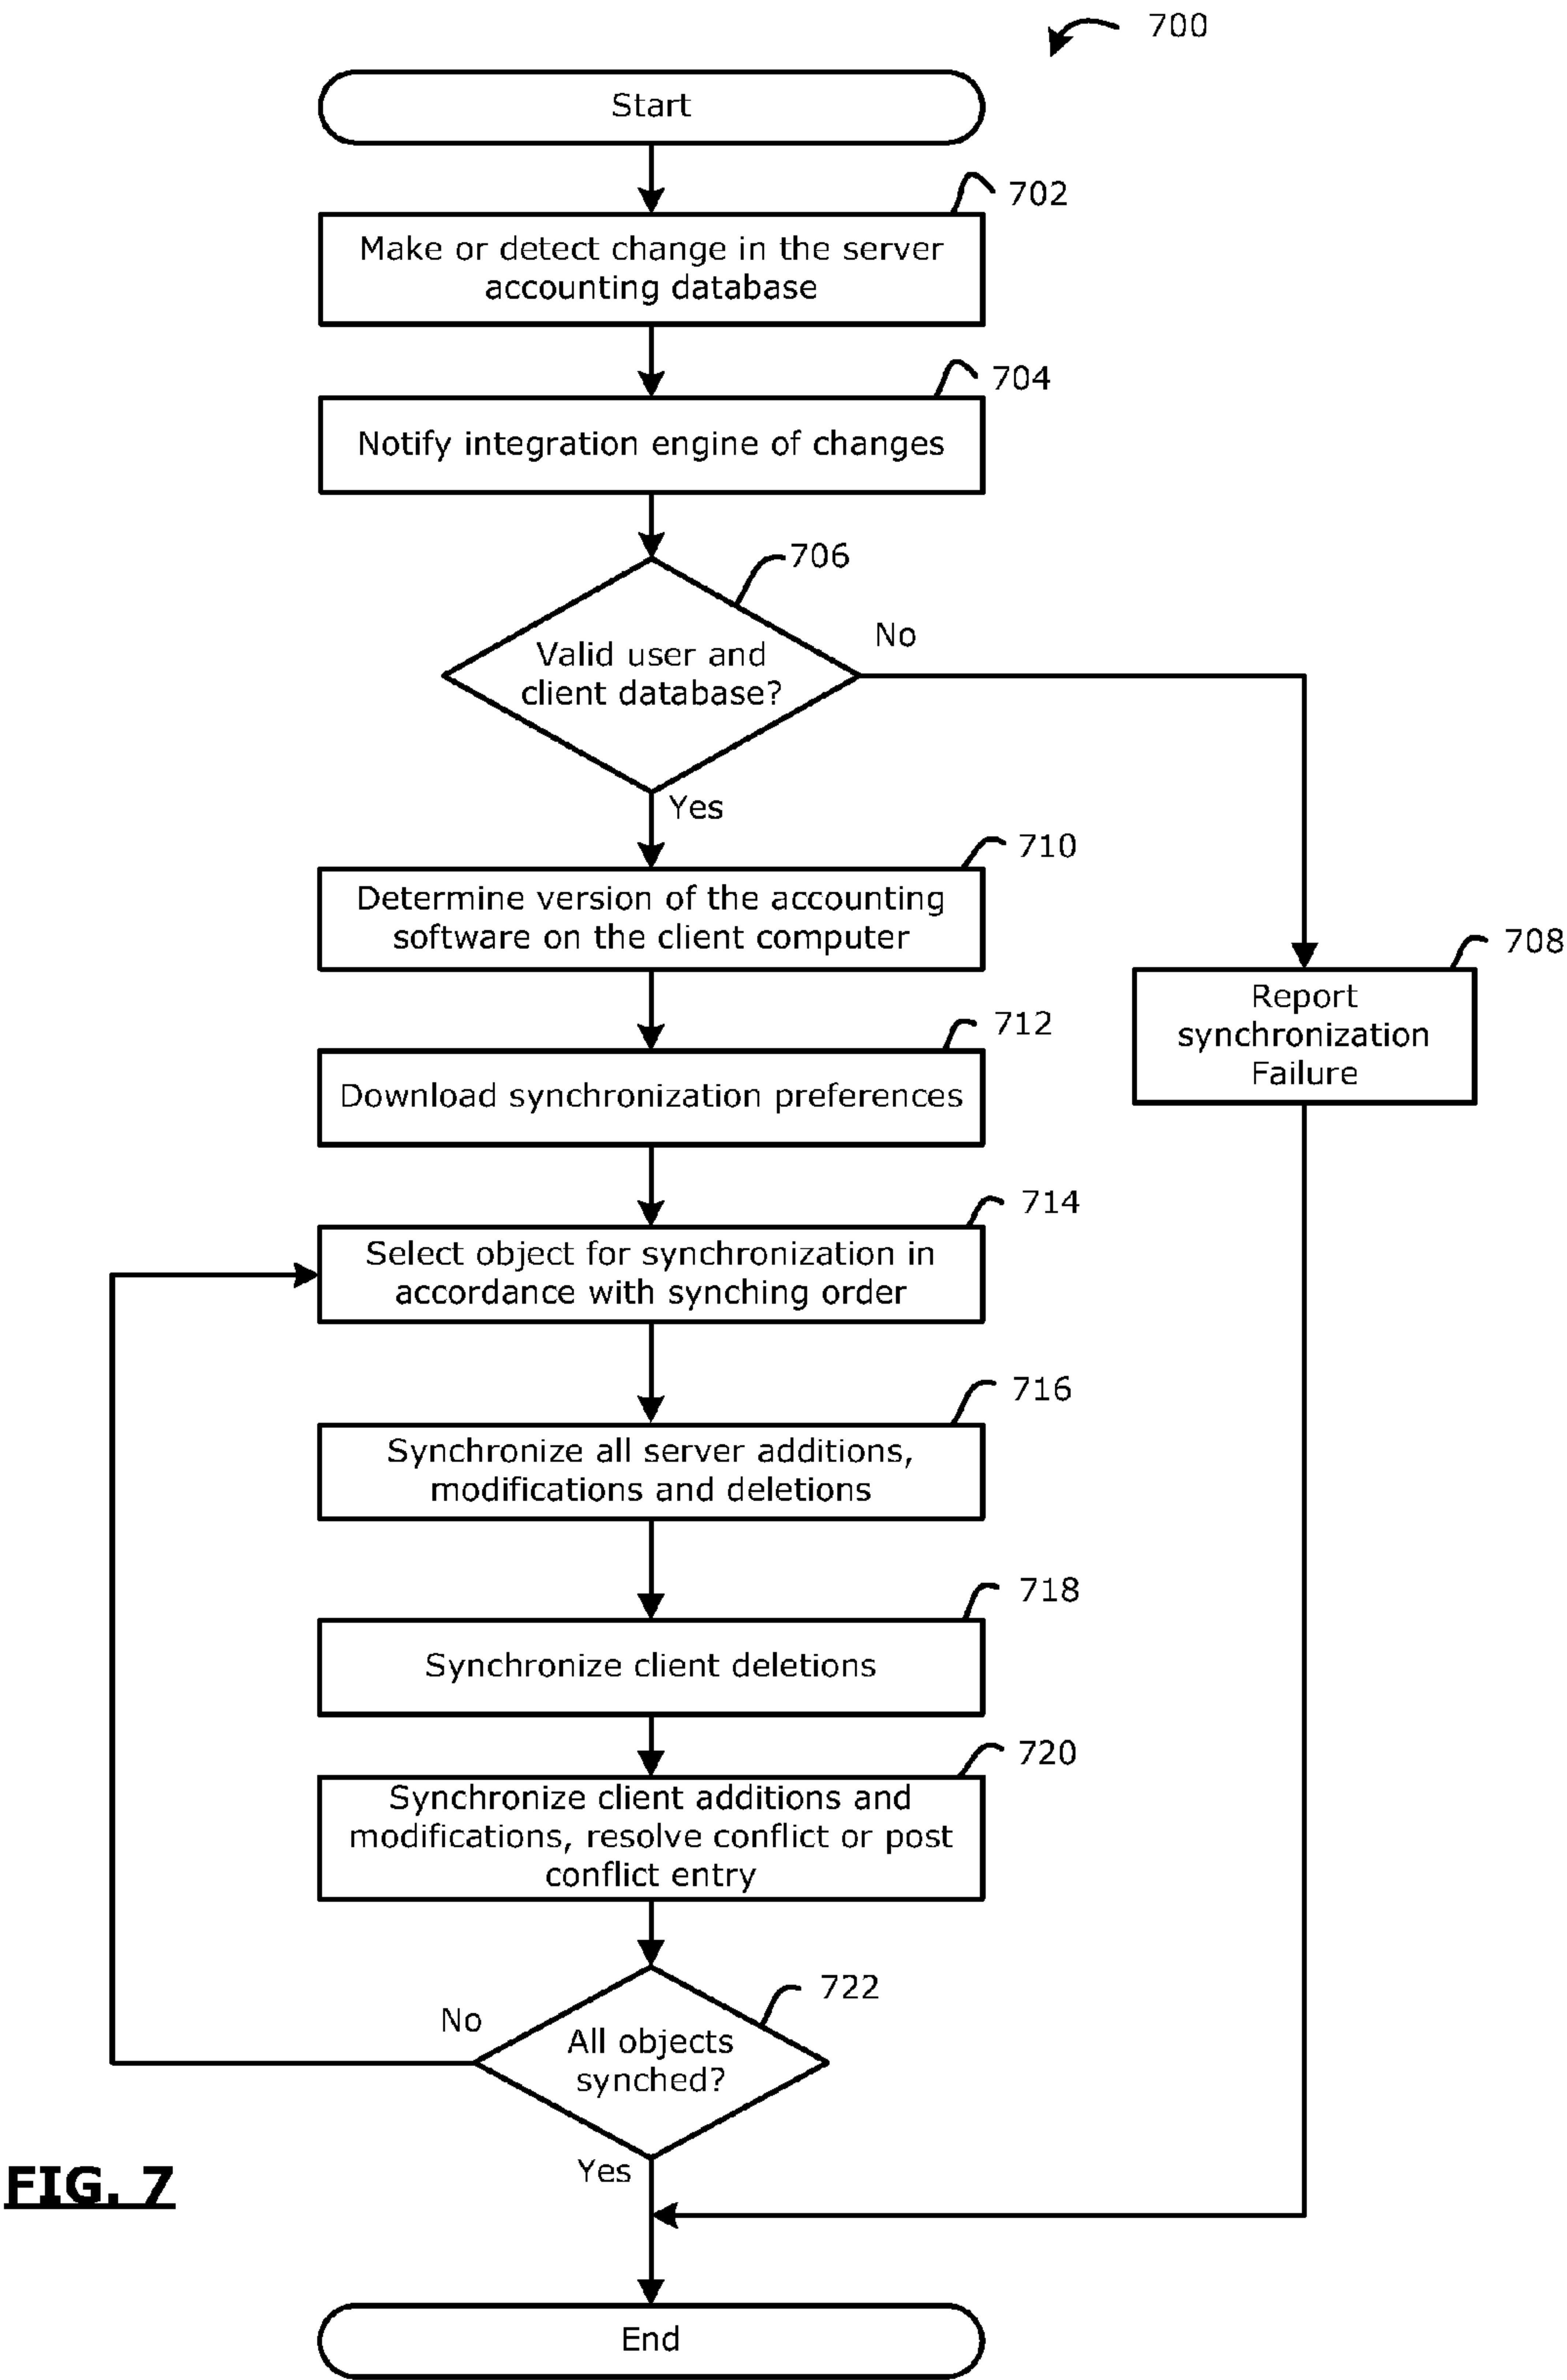 700
Start
702
Make or detect change in the server
accounting database
704
Notify integration engine of changes
706
Valid user and
client database?
No
Yes
710
Determine version of the accounting
software on the client computer
708
Report
synchronization
Failure
712
Download synchronization preferences
714
Select object for synchronization in
accordance with synching order
716
Synchronize all server additions,
modifications and deletions
718
Synchronize client deletions
720
Synchronize client additions and
modifications, resolve conflict or post
conflict entry
722
No
All objects
synched?
Yes
FIG. 7
End